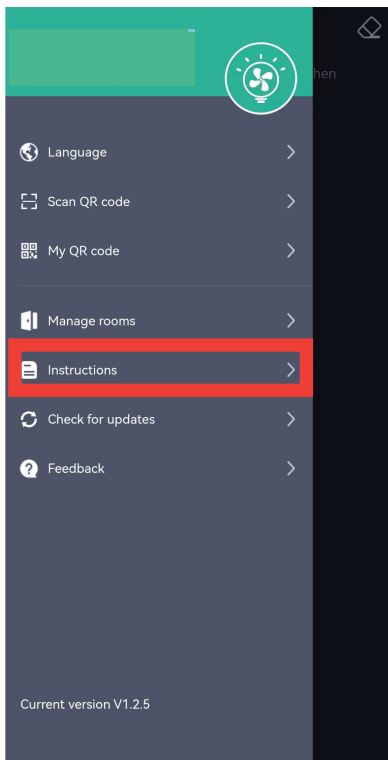 hen
Language
Scan QR code
My QR code
Manage rooms
Instructions
Check for updates
Feedback
Current version V1.2.5